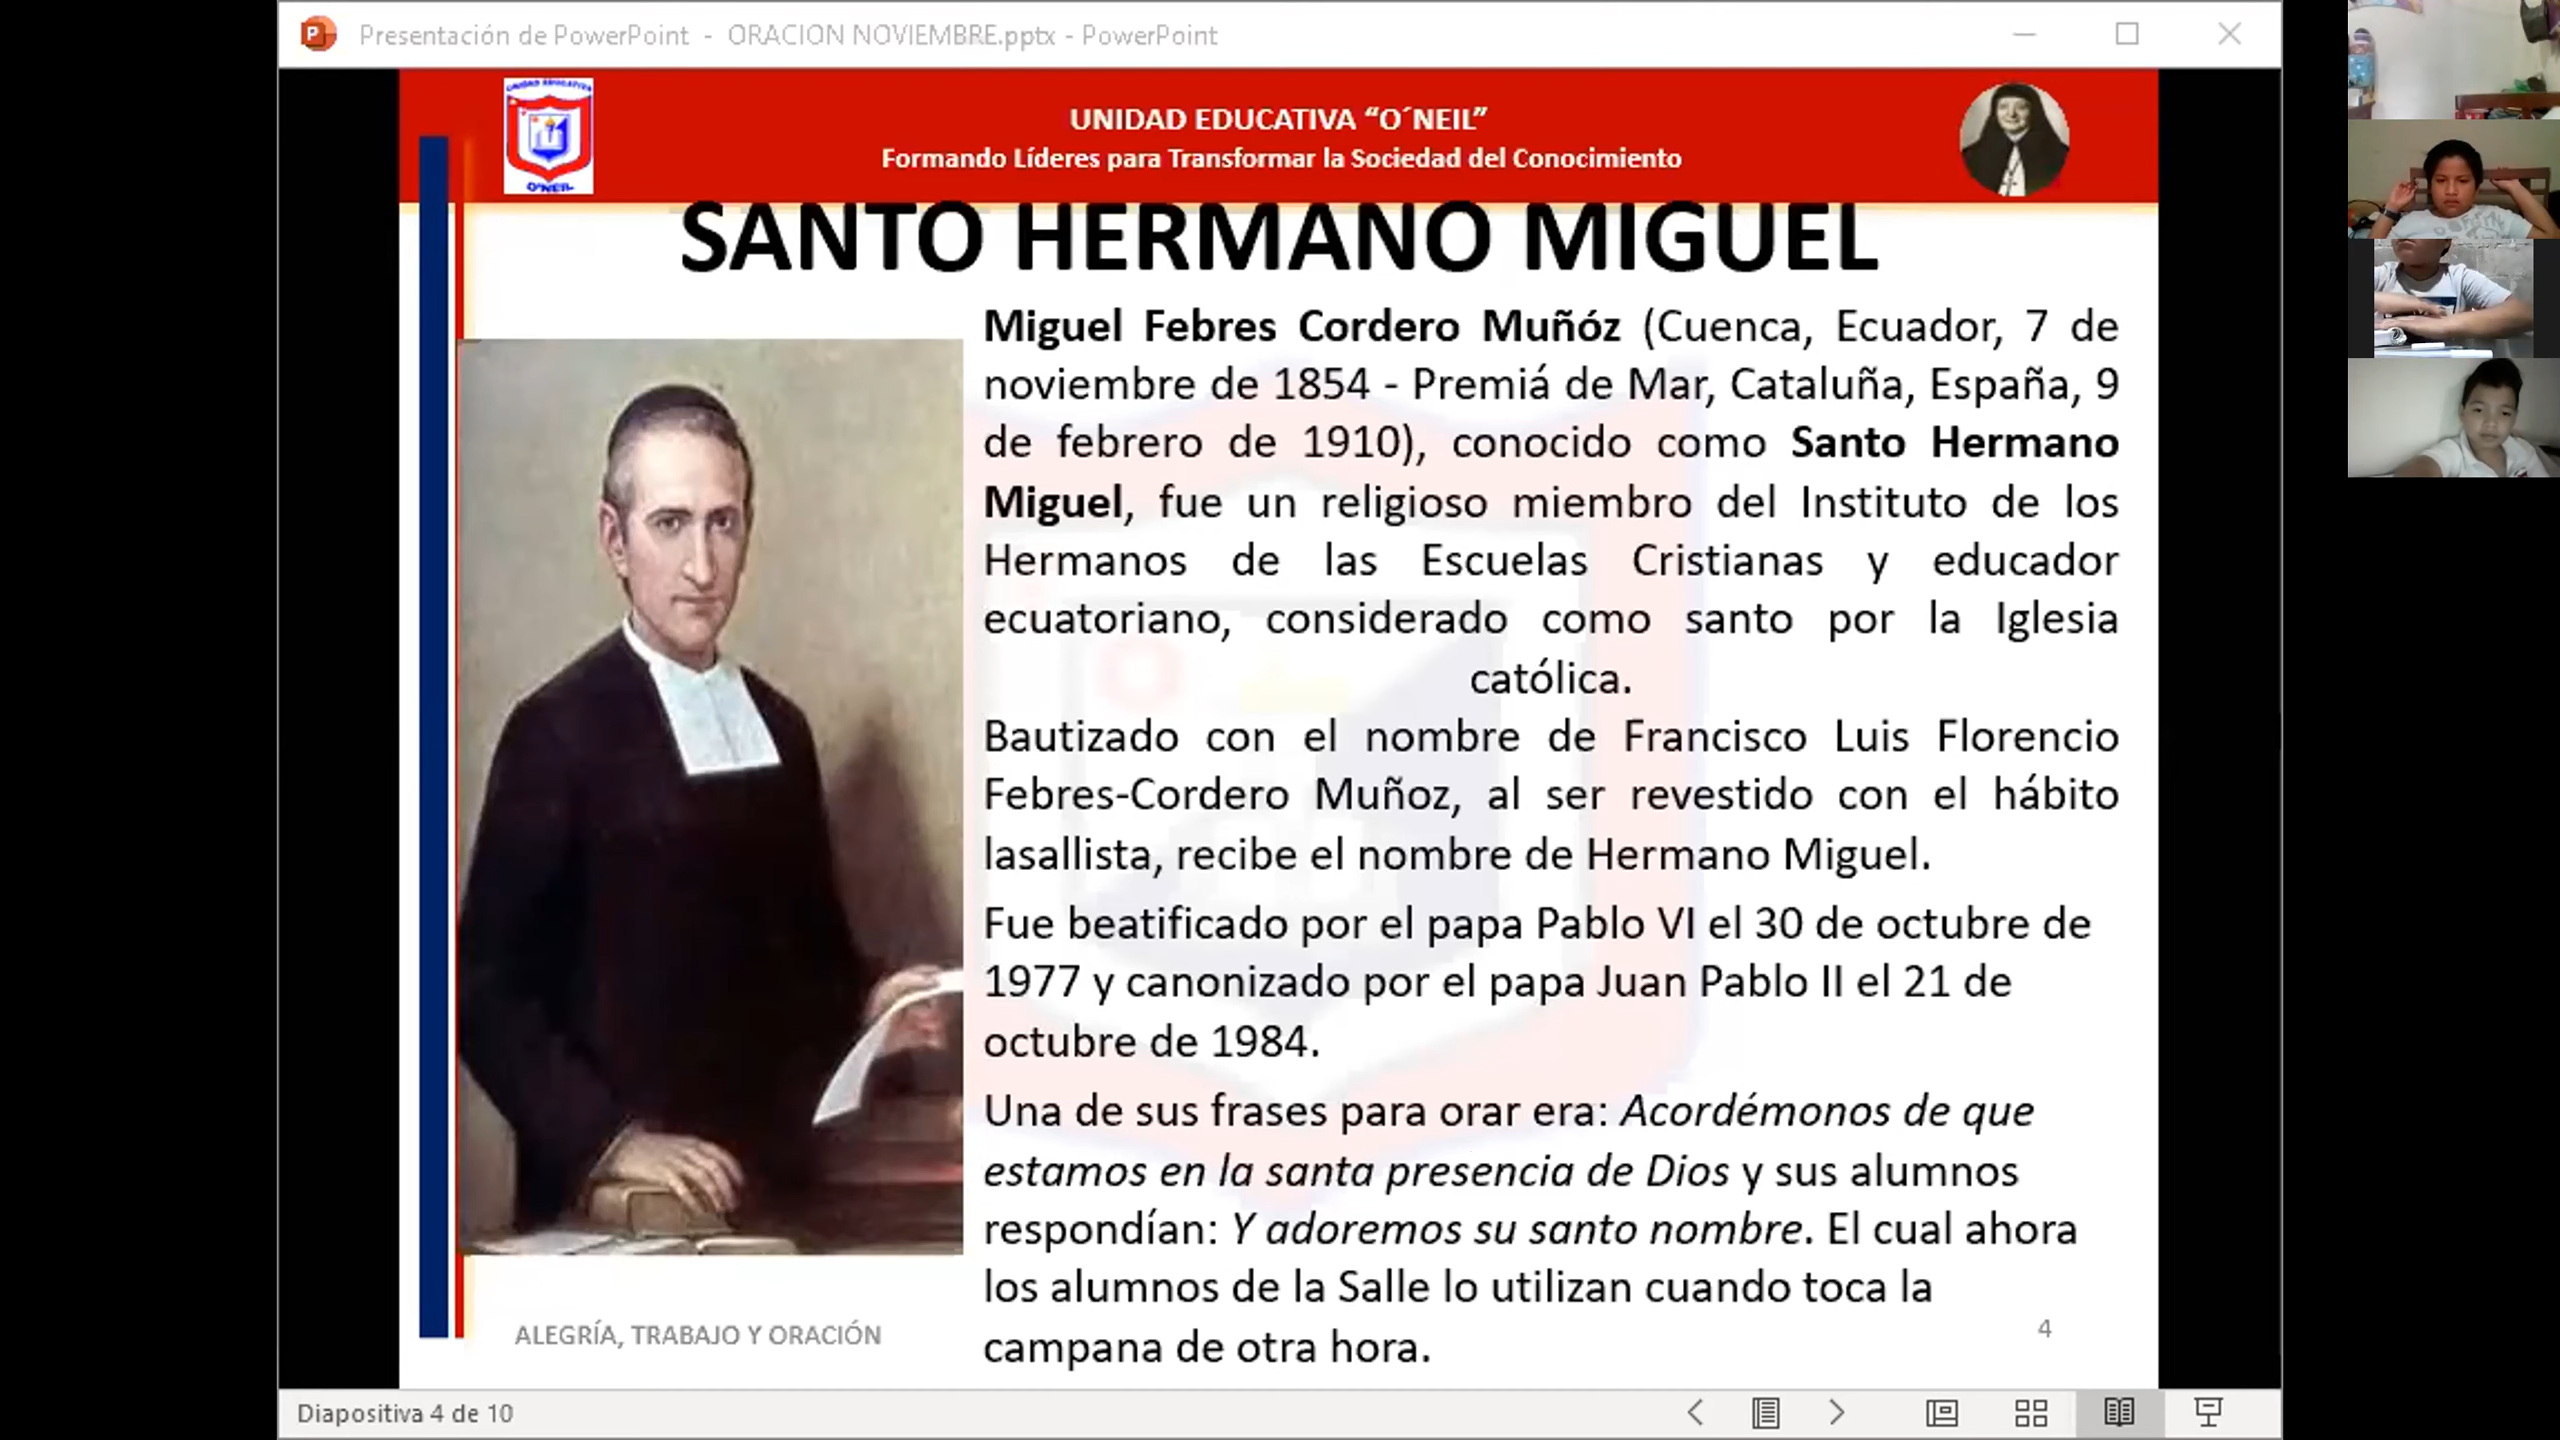 Presentación de PowerPoint - ORACION NOVIEMBRE.pptx - PowerPoint
UNIDAD EDUCATIVA
O'NEIL
UNIDAD EDUCATIVA “O´NEIL”
Formando Líderes para Transformar la Sociedad del Conocimiento
SANTO HERMANO MIGUEL
Miguel Febres Cordero Muñóz (Cuenca, Ecuador, 7 de
noviembre de 1854 - Premiá de Mar, Cataluña, España, 9
de febrero de 1910), conocido como Santo Hermano
Miguel, fue un religioso miembro del Instituto de los
Hermanos de las Escuelas Cristianas y educador
ecuatoriano, considerado como santo por la Iglesia
católica.
Bautizado con el nombre de Francisco Luis Florencio
Febres-Cordero Muñoz, al ser revestido con el hábito
lasallista, recibe el nombre de Hermano Miguel.
Fue beatificado por el papa Pablo VI el 30 de octubre de
1977 y canonizado por el papa Juan Pablo II el 21 de
octubre de 1984.
Una de sus frases para orar era: Acordémonos de que
estamos en la santa presencia de Dios y sus alumnos
respondían: Y adoremos su santo nombre. El cual ahora
los alumnos de la Salle lo utilizan cuando toca la
campana de otra hora.
ALEGRÍA, TRABAJO Y ORACIÓN
4
Diapositiva 4 de 10